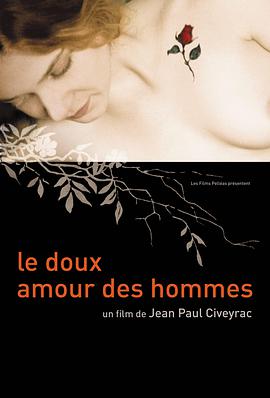 Les Films Pelléas présentent
le doux
amour des hommes
un film de Jean Paul Civeyrac